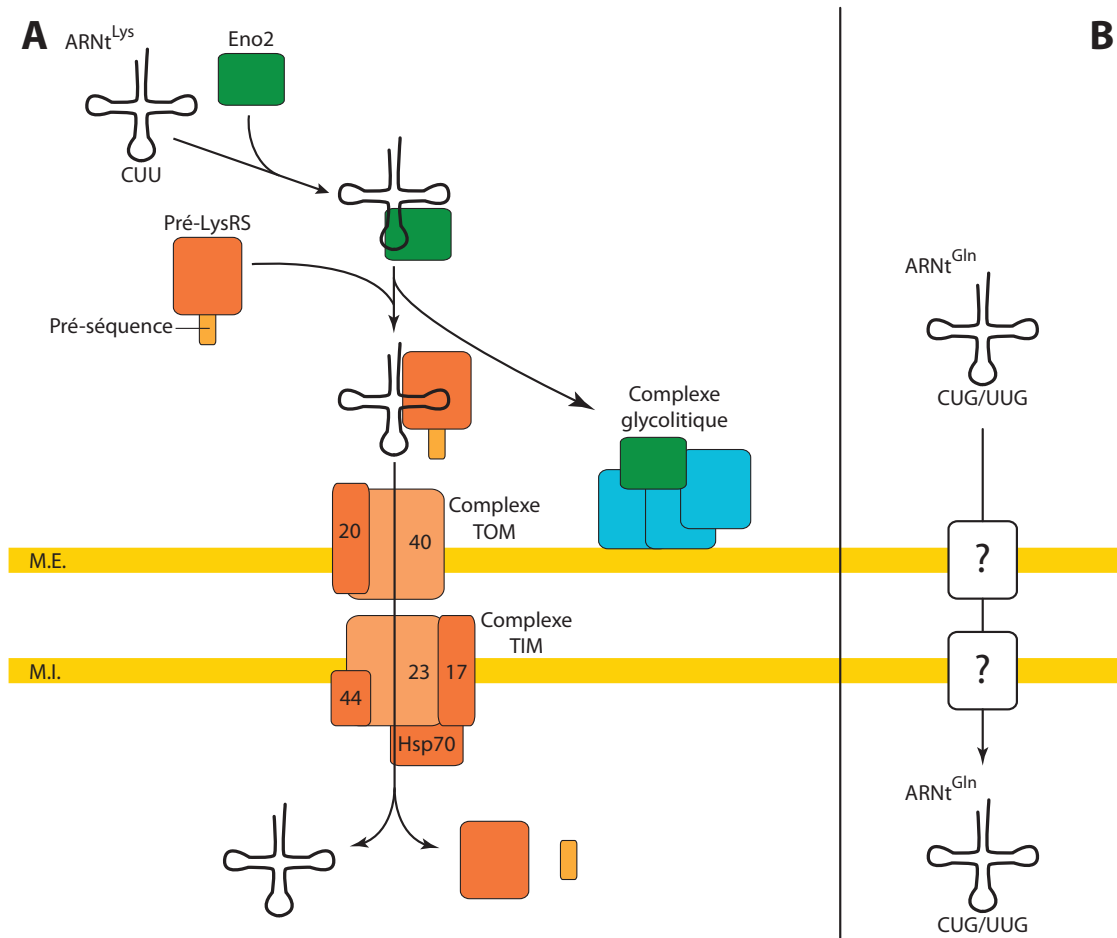 A
ARNt^Lys
Eno2
CUU
Pré-LysRS
Pré-séquence
Complexe
glycolitique
20
40
Complexe
TOM
M.E.
23
17
44
Complexe
TIM
M.I.
Hsp70
B
ARNt^Gln
CUG/UUG
?
?
ARNt^Gln
CUG/UUG